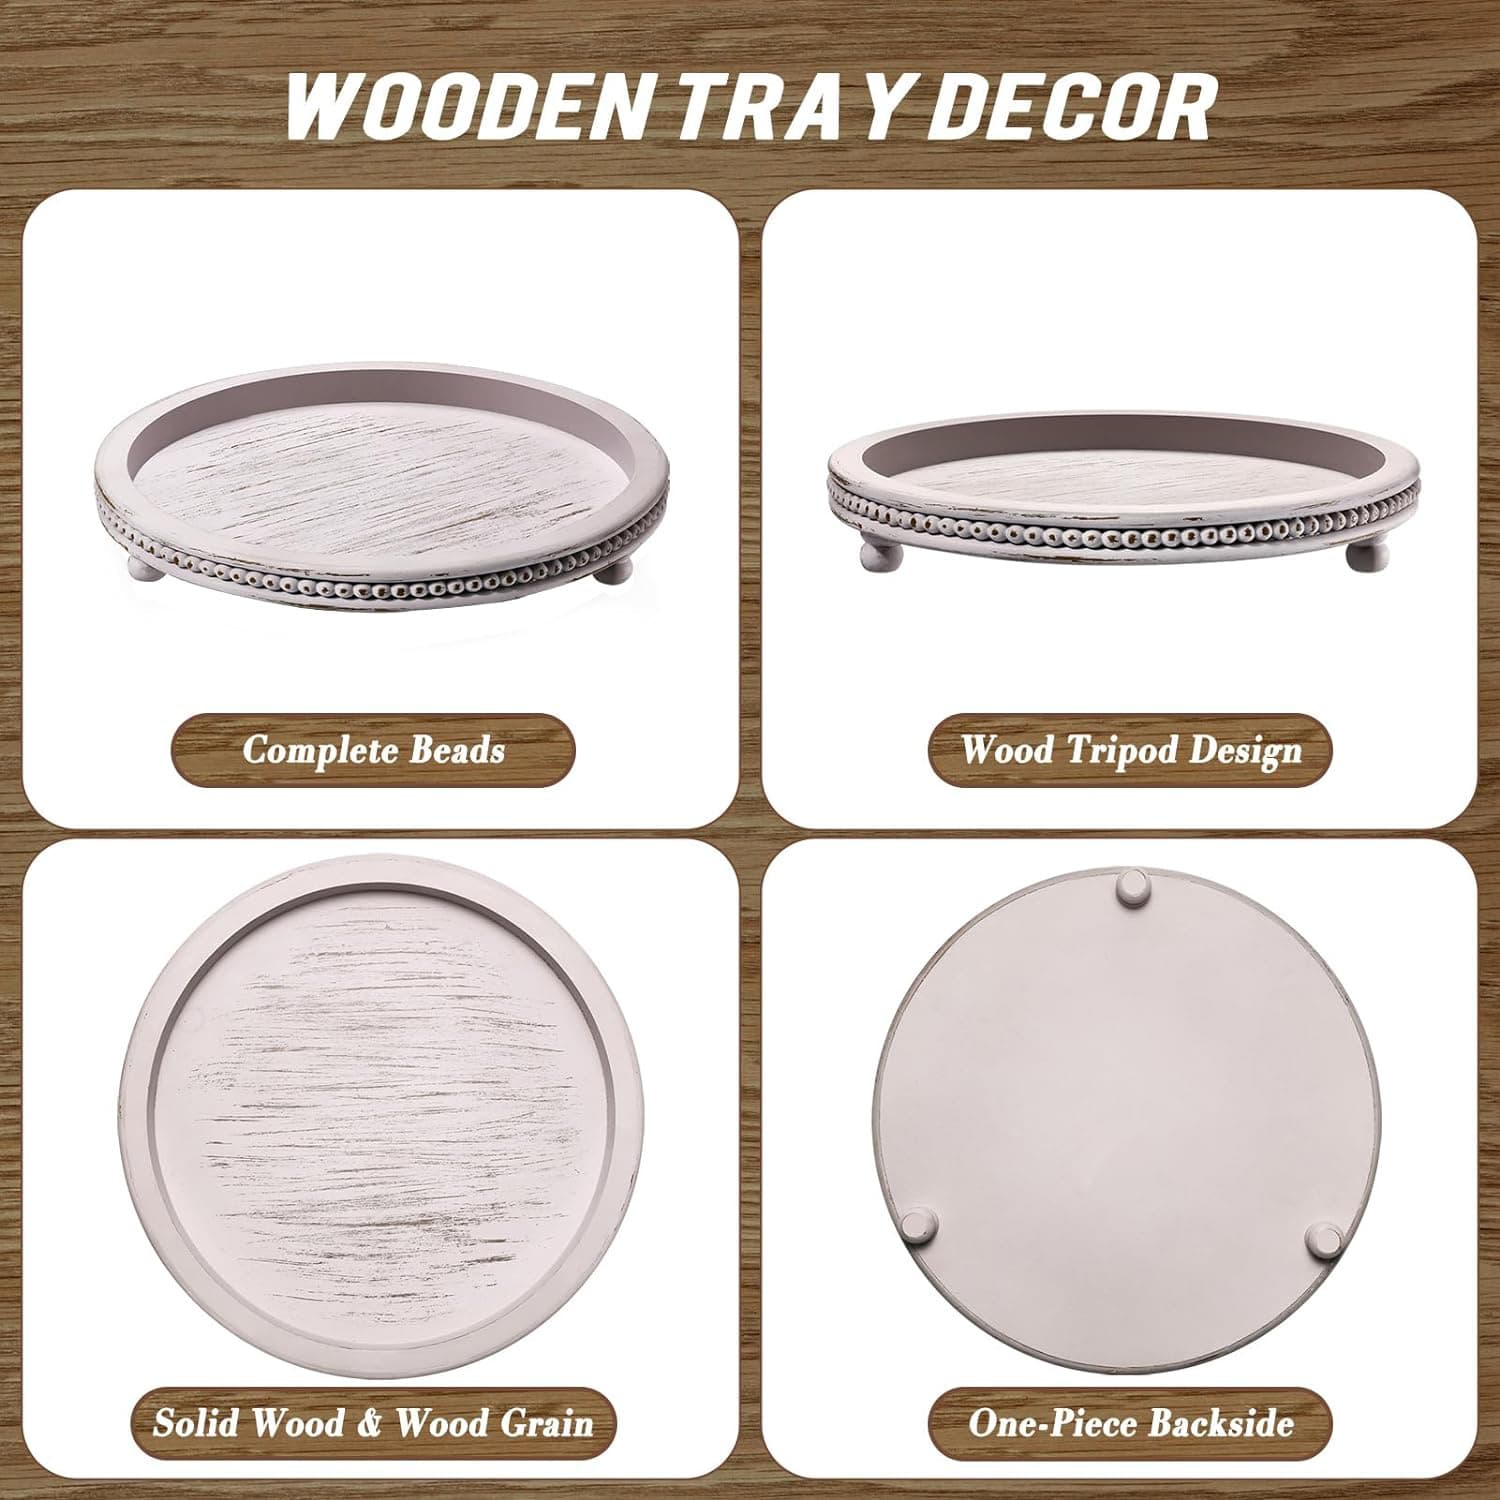 WOODEN TRAY DECOR
Complete Beads
Wood Tripod Design
Solid Wood & Wood Grain
One-Piece Backside